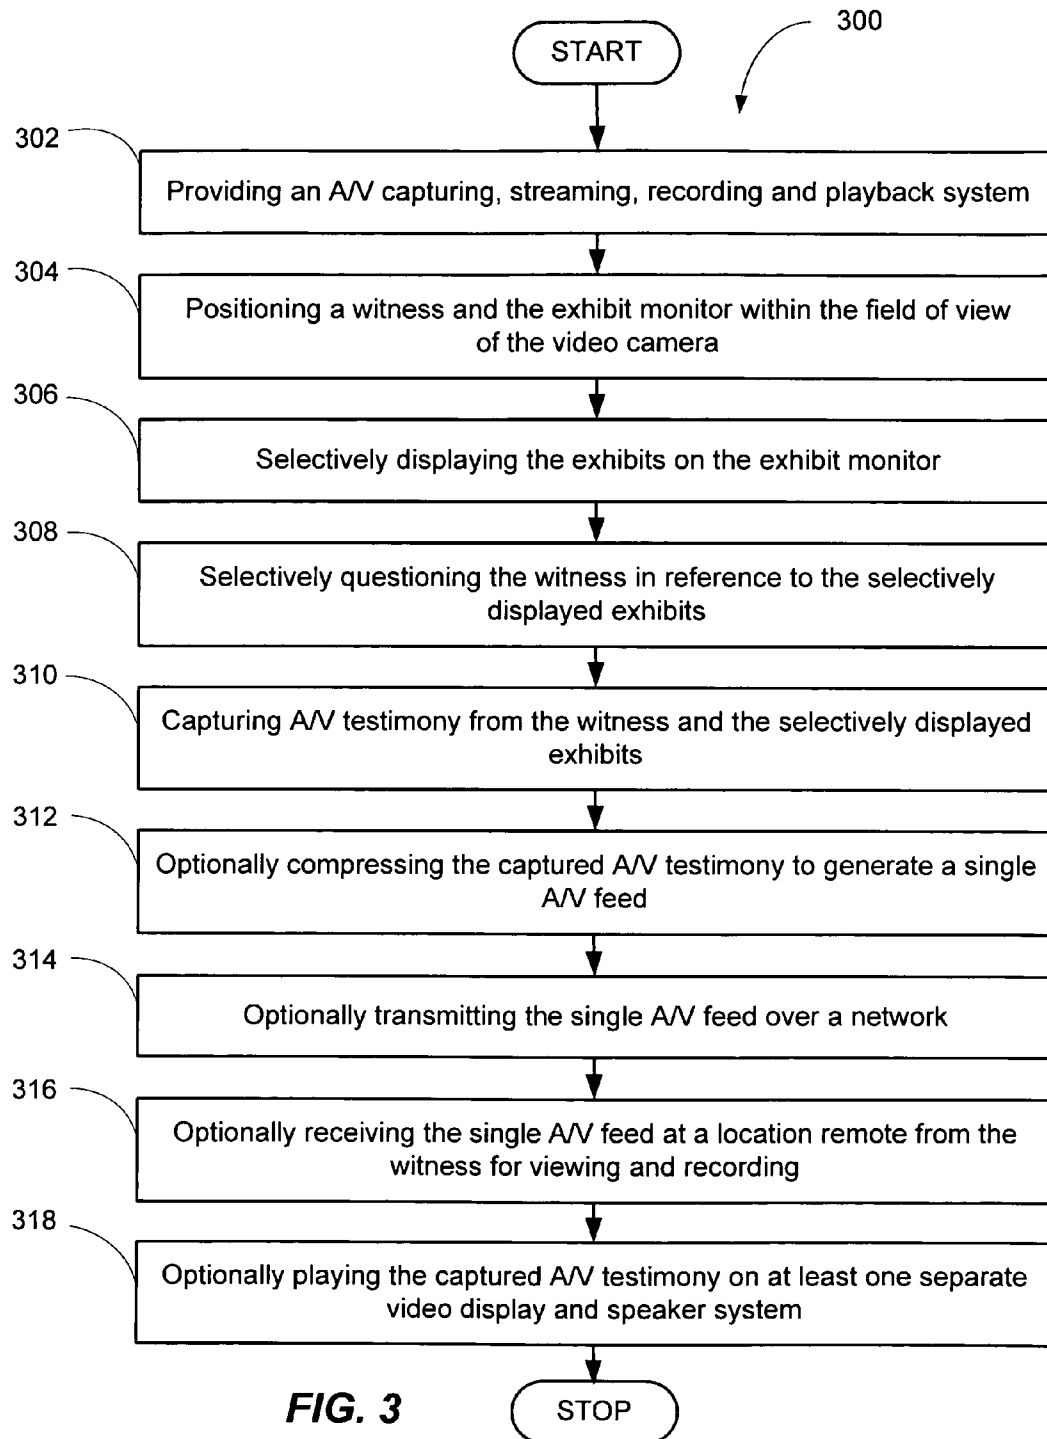 300
START
302
Providing an A/V capturing, streaming, recording and playback system
304
Positioning a witness and the exhibit monitor within the field of view
of the video camera
306
Selectively displaying the exhibits on the exhibit monitor
308
Selectively questioning the witness in reference to the selectively
displayed exhibits
310
Capturing A/V testimony from the witness and the selectively displayed
exhibits
312
Optionally compressing the captured A/V testimony to generate a single
A/V feed
314
Optionally transmitting the single A/V feed over a network
316
Optionally receiving the single A/V feed at a location remote from the
witness for viewing and recording
318
Optionally playing the captured A/V testimony on at least one separate
video display and speaker system
FIG. 3
STOP